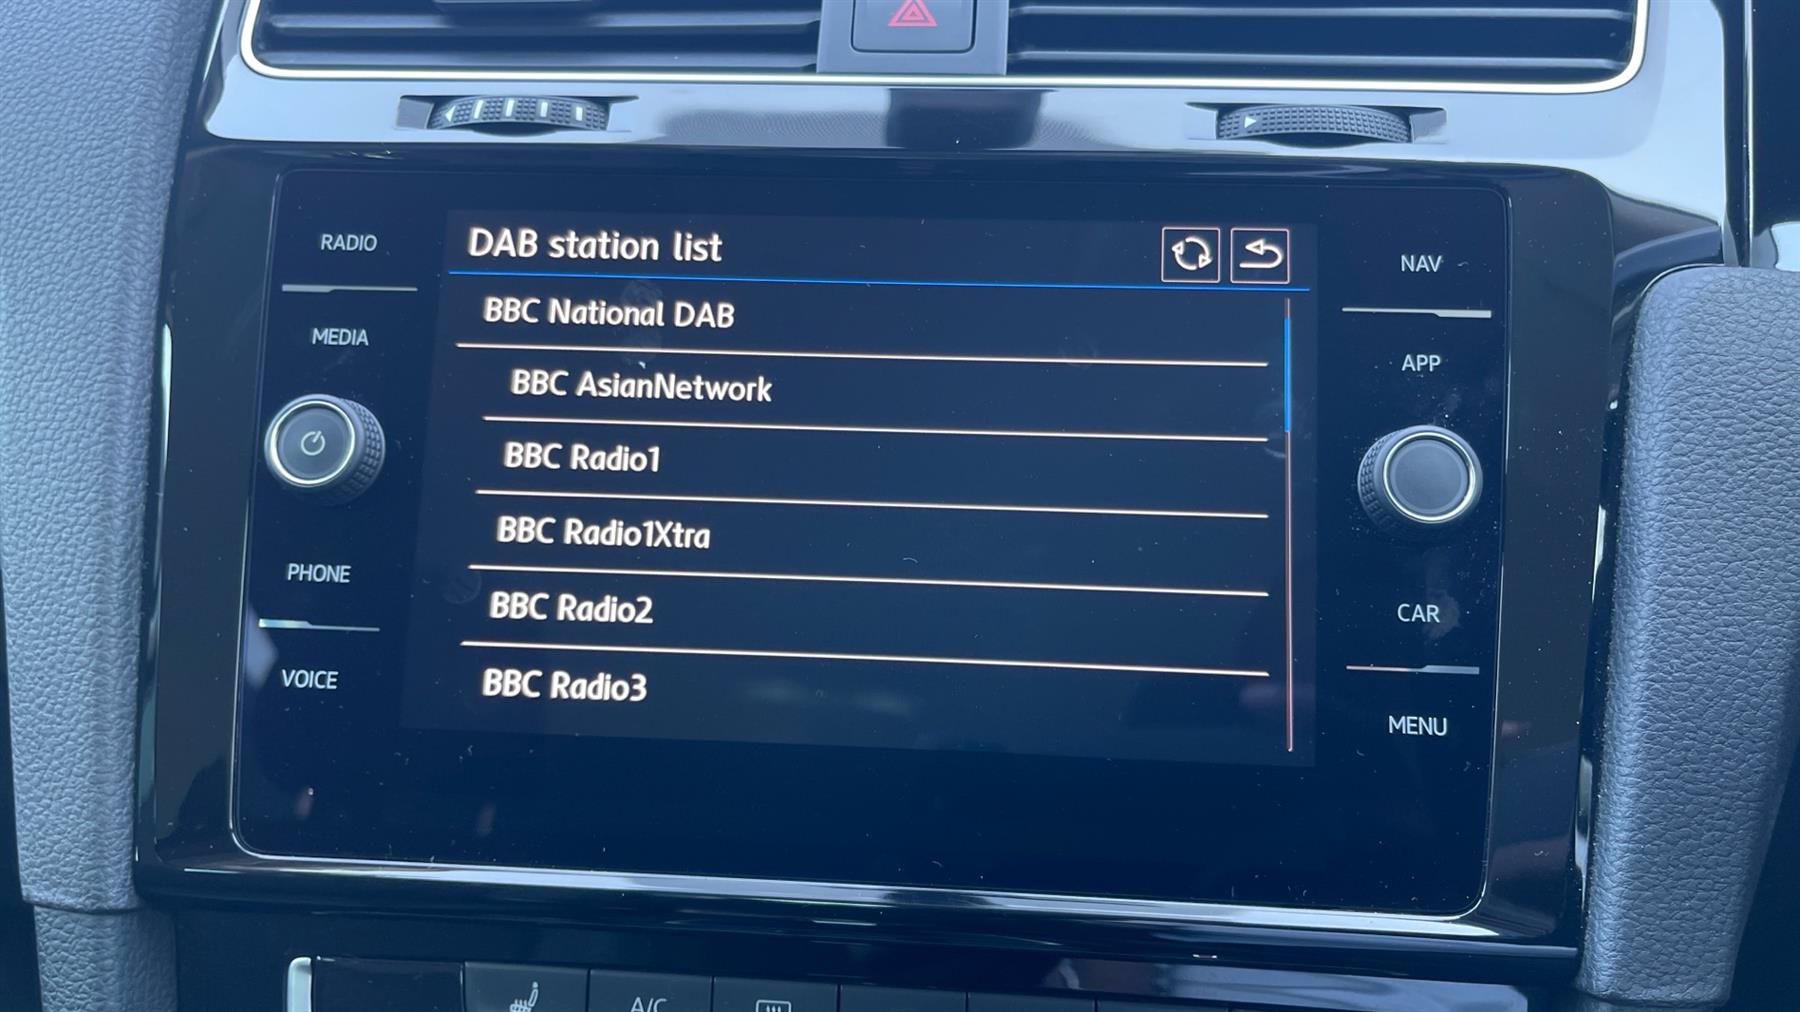 RADIO
MEDIA
PHONE
VOICE
DAB station list
BBC National DAB
BBC AsianNetwork
BBC Radio1
BBC Radio1Xtra
BBC Radio2
BBC Radio3
NAV
APP
CAR
MENU
A/C